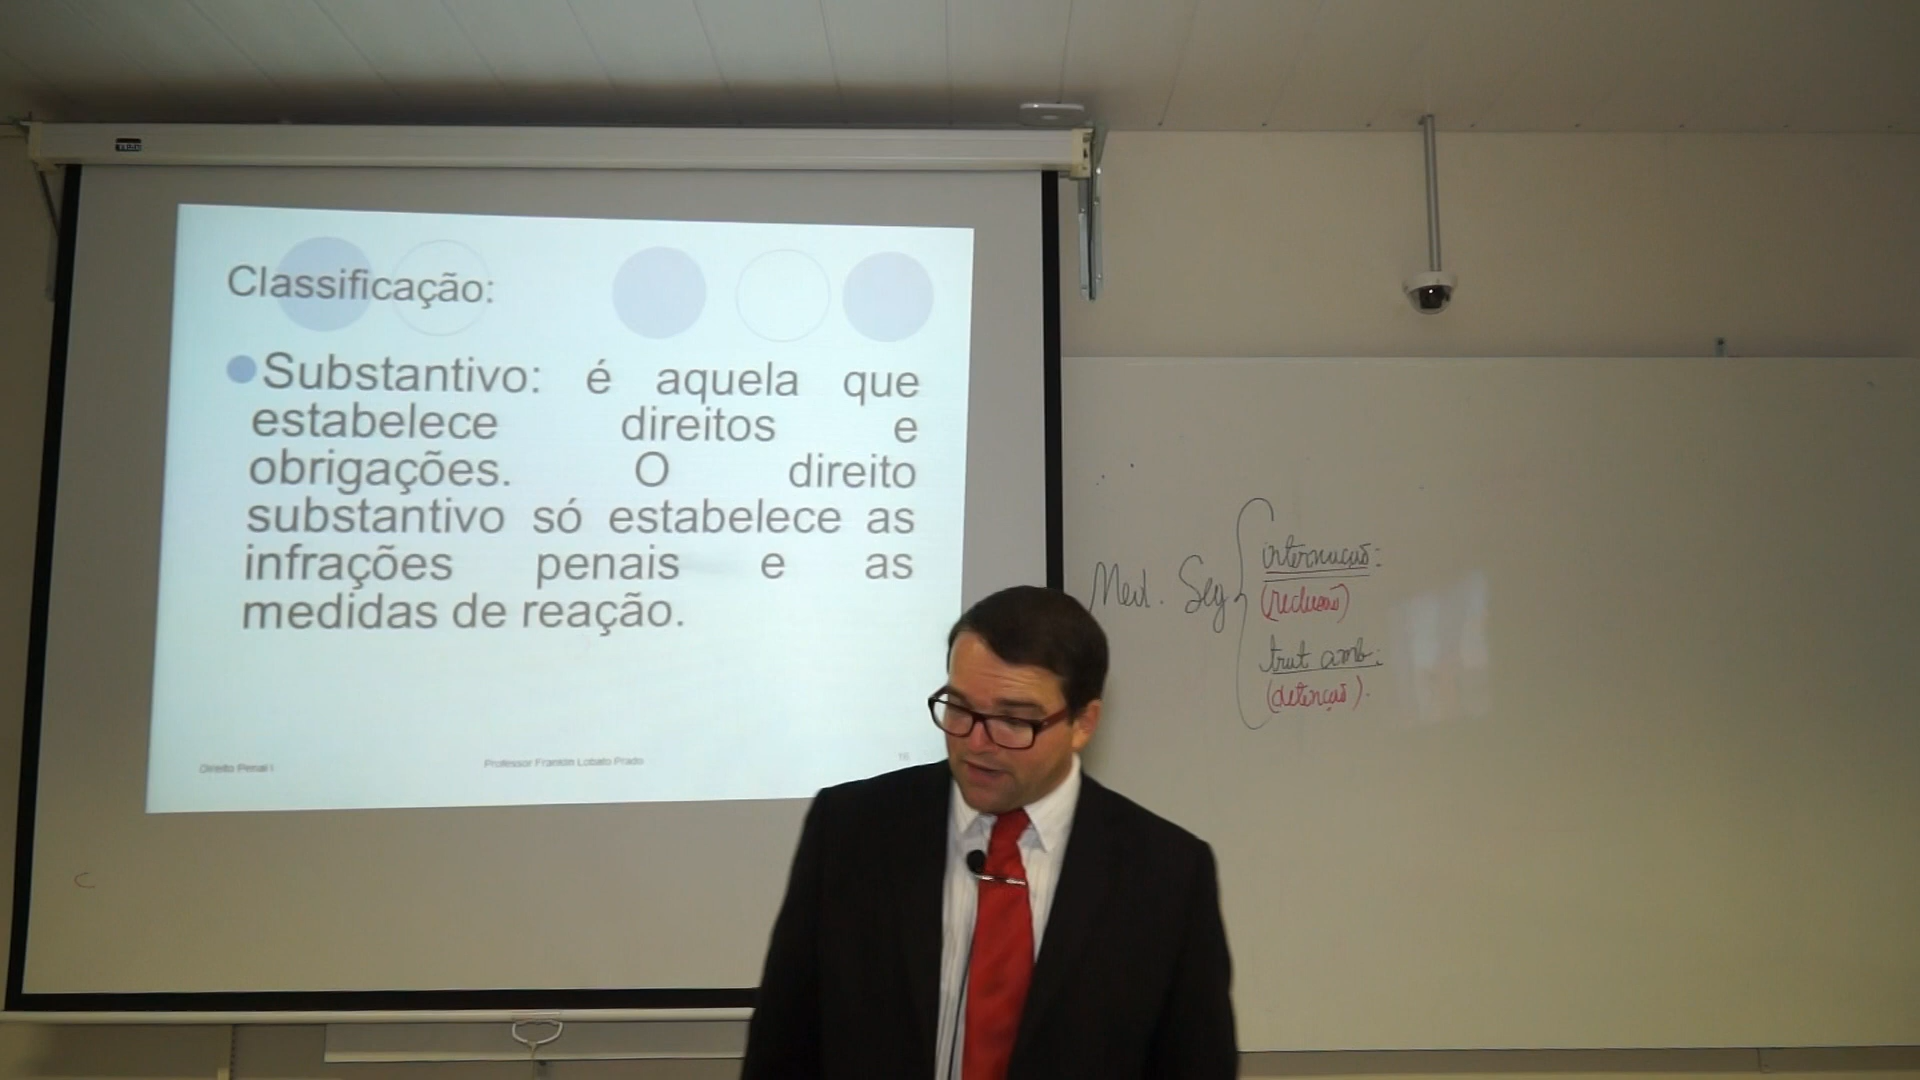 Classificação:
Substantivo: é aquela que
estabelece direitos e
obrigações. O direito
substantivo só estabelece as
infrações penais e as
medidas de reação.
Direito Penal I
Professor Franklin Lobato Prado
16
Med. Seg
internação:
(reclusão)
trat amb:
(detenção).